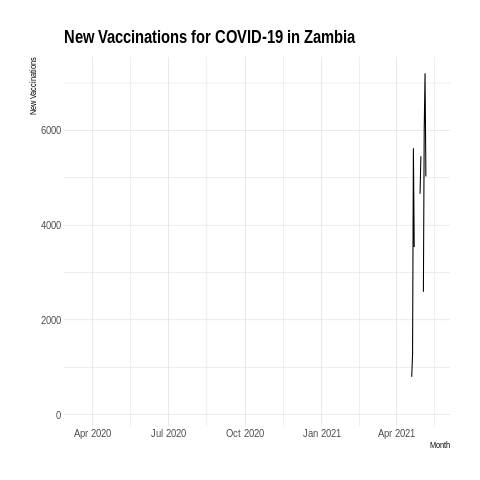 New Vaccinations for COVID-19 in Zambia
New Vaccinations
6000
4000
2000
0
Apr 2020 Jul 2020 Oct 2020 Jan 2021 Apr 2021
Month